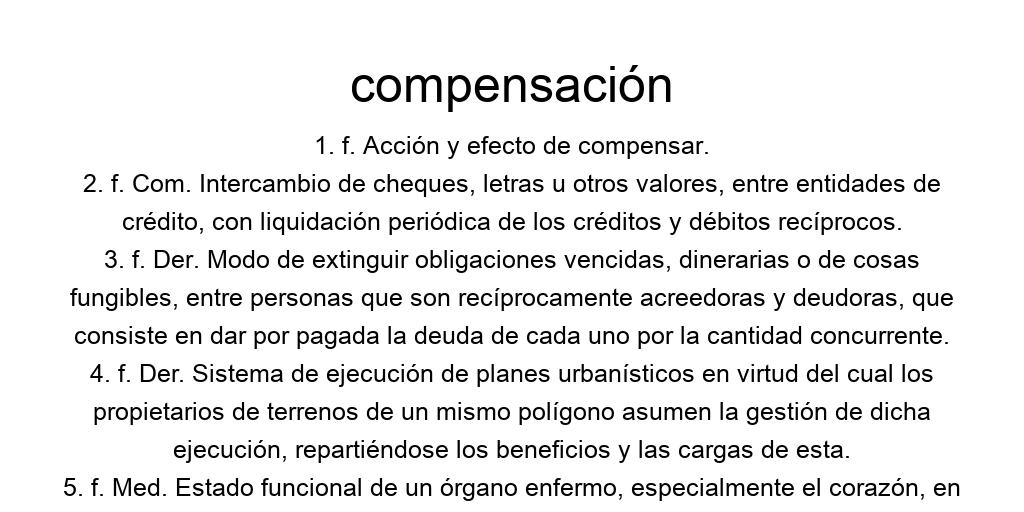 compensación
1. f. Acción y efecto de compensar.
2. f. Com. Intercambio de cheques, letras u otros valores, entre entidades de
crédito, con liquidación periódica de los créditos y débitos recíprocos.
3. f. Der. Modo de extinguir obligaciones vencidas, dinerarias o de cosas
fungibles, entre personas que son recíprocamente acreedoras y deudoras, que
consiste en dar por pagada la deuda de cada uno por la cantidad concurrente.
4. f. Der. Sistema de ejecución de planes urbanísticos en virtud del cual los
propietarios de terrenos de un mismo polígono asumen la gestión de dicha
ejecución, repartiéndose los beneficios y las cargas de esta.
5. f. Med. Estado funcional de un órgano enfermo, especialmente el corazón, en